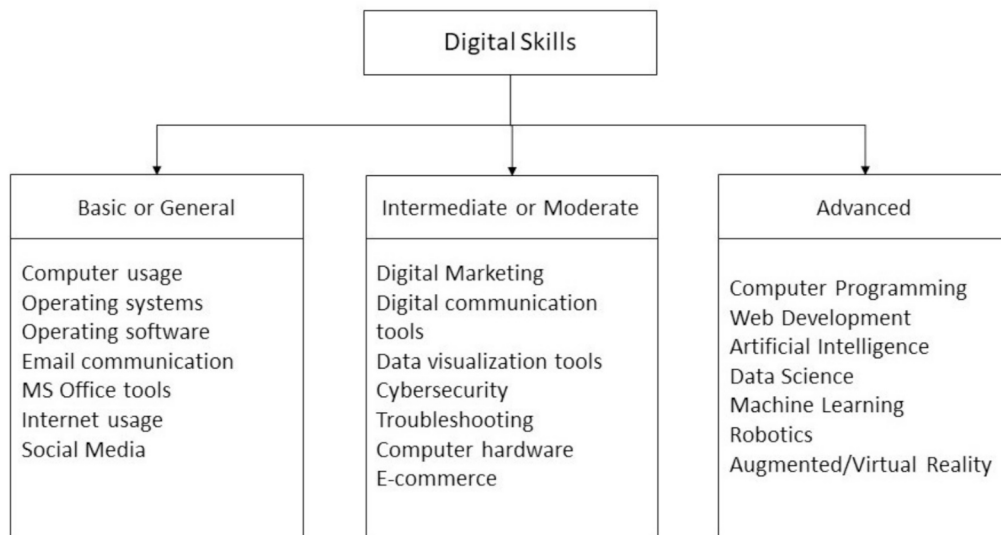 Digital Skills
Basic or General
Computer usage
Operating systems
Operating software
Email communication
MS Office tools
Internet usage
Social Media
Intermediate or Moderate
Digital Marketing
Digital communication
tools
Data visualization tools
Cybersecurity
Troubleshooting
Computer hardware
E-commerce
Advanced
Computer Programming
Web Development
Artificial Intelligence
Data Science
Machine Learning
Robotics
Augmented/Virtual Reality